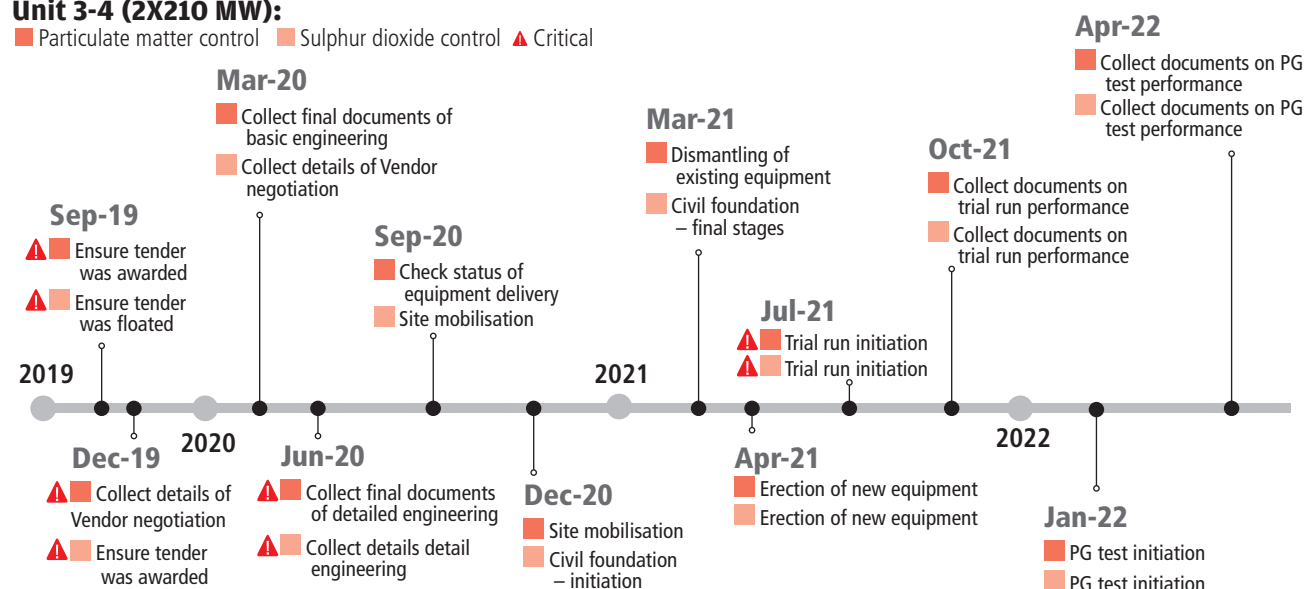 Unit 3-4 (2X210 MW):
Particulate matter control Sulphur dioxide control Critical
Sep-19
Ensure tender
was awarded
Ensure tender
was floated
Mar-20
Collect final documents of
basic engineering
Collect details of Vendor
negotiation
Sep-20
Check status of
equipment delivery
Site mobilisation
Mar-21
Dismantling of
existing equipment
Civil foundation
– final stages
Jul-21
Trial run initiation
Trial run initiation
Oct-21
Collect documents on
trial run performance
Collect documents on
trial run performance
Apr-22
Collect documents on PG
test performance
Collect documents on PG
test performance
2019
2020
2021
2022
Dec-19
Collect details of
Vendor negotiation
Ensure tender
was awarded
Jun-20
Collect final documents
of detailed engineering
Collect details detail
engineering
Dec-20
Site mobilisation
Civil foundation
– initiation
Apr-21
Erection of new equipment
Erection of new equipment
Jan-22
PG test initiation
PG test initiation